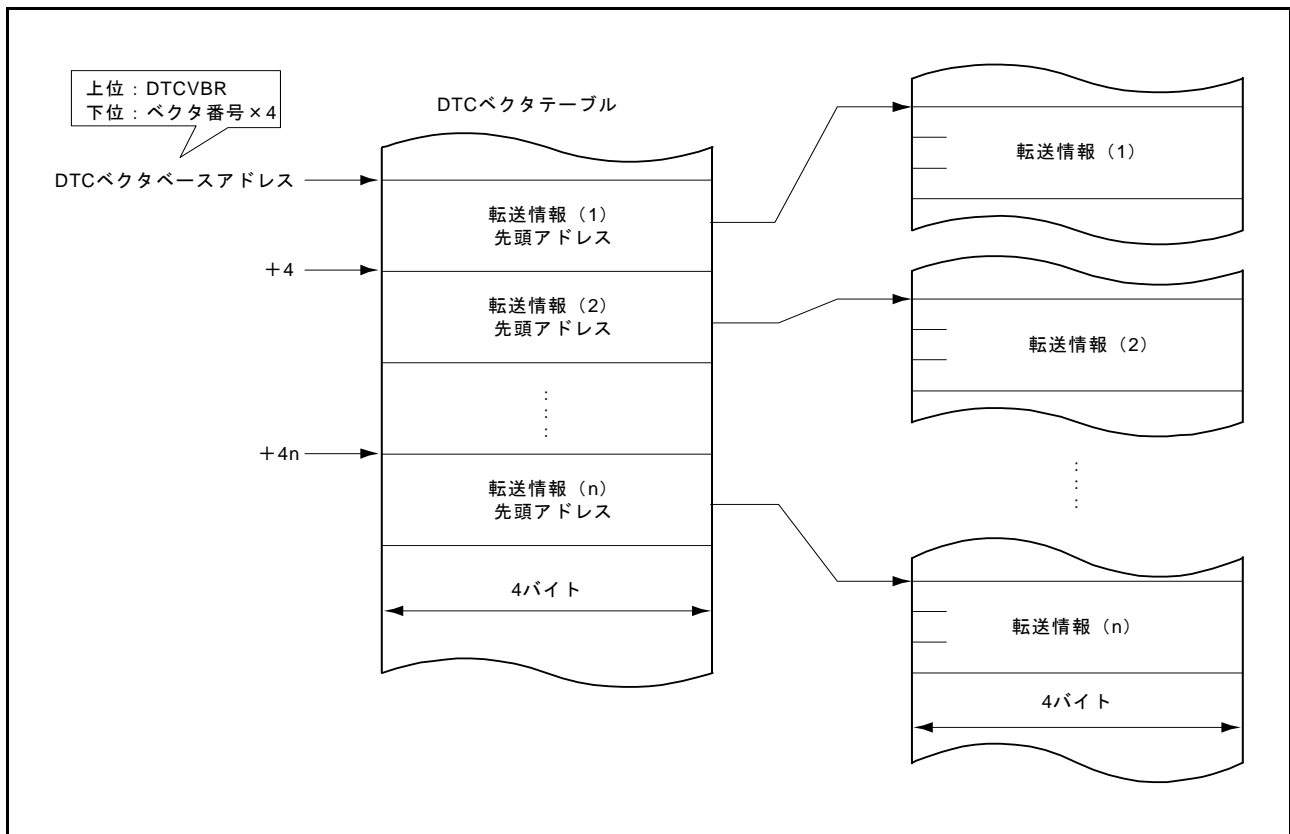 上位：DTCVBR
下位：ベクタ番号×4
DTCベクタテーブル
DTCベクタベースアドレス
転送情報（1）
先頭アドレス
＋4
転送情報（2）
先頭アドレス
＋4n
転送情報（n）
先頭アドレス
4バイト
転送情報（1）
転送情報（2）
転送情報（n）
4バイト